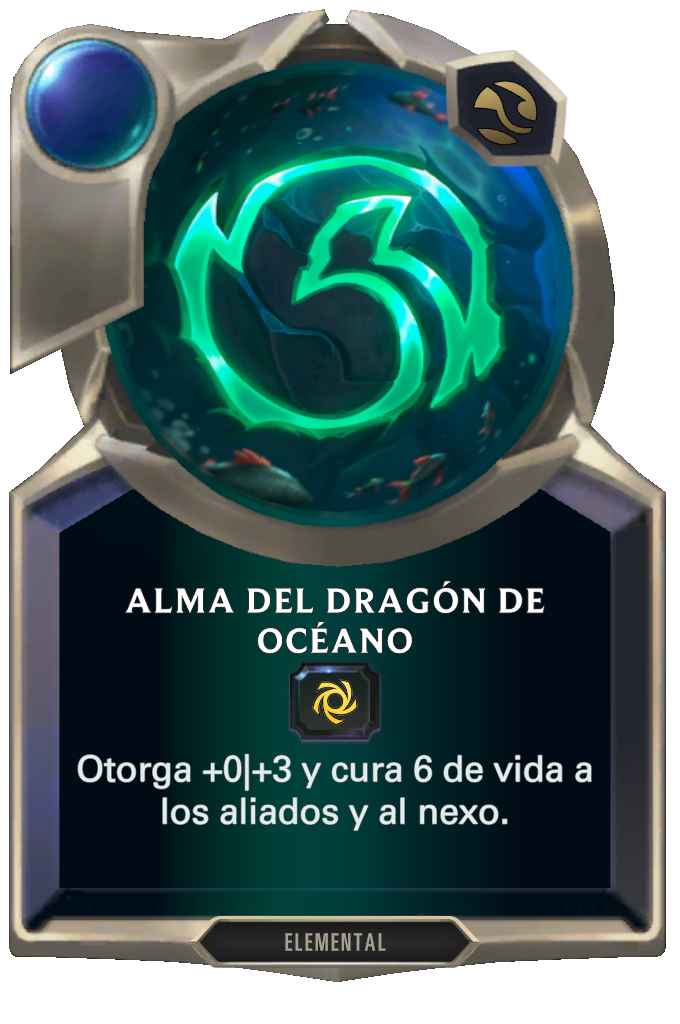 ALMA DEL DRAGÓN DE
OCÉANO
Otorga +0|+3 y cura 6 de vida a
los aliados y al nexo.
ELEMENTAL